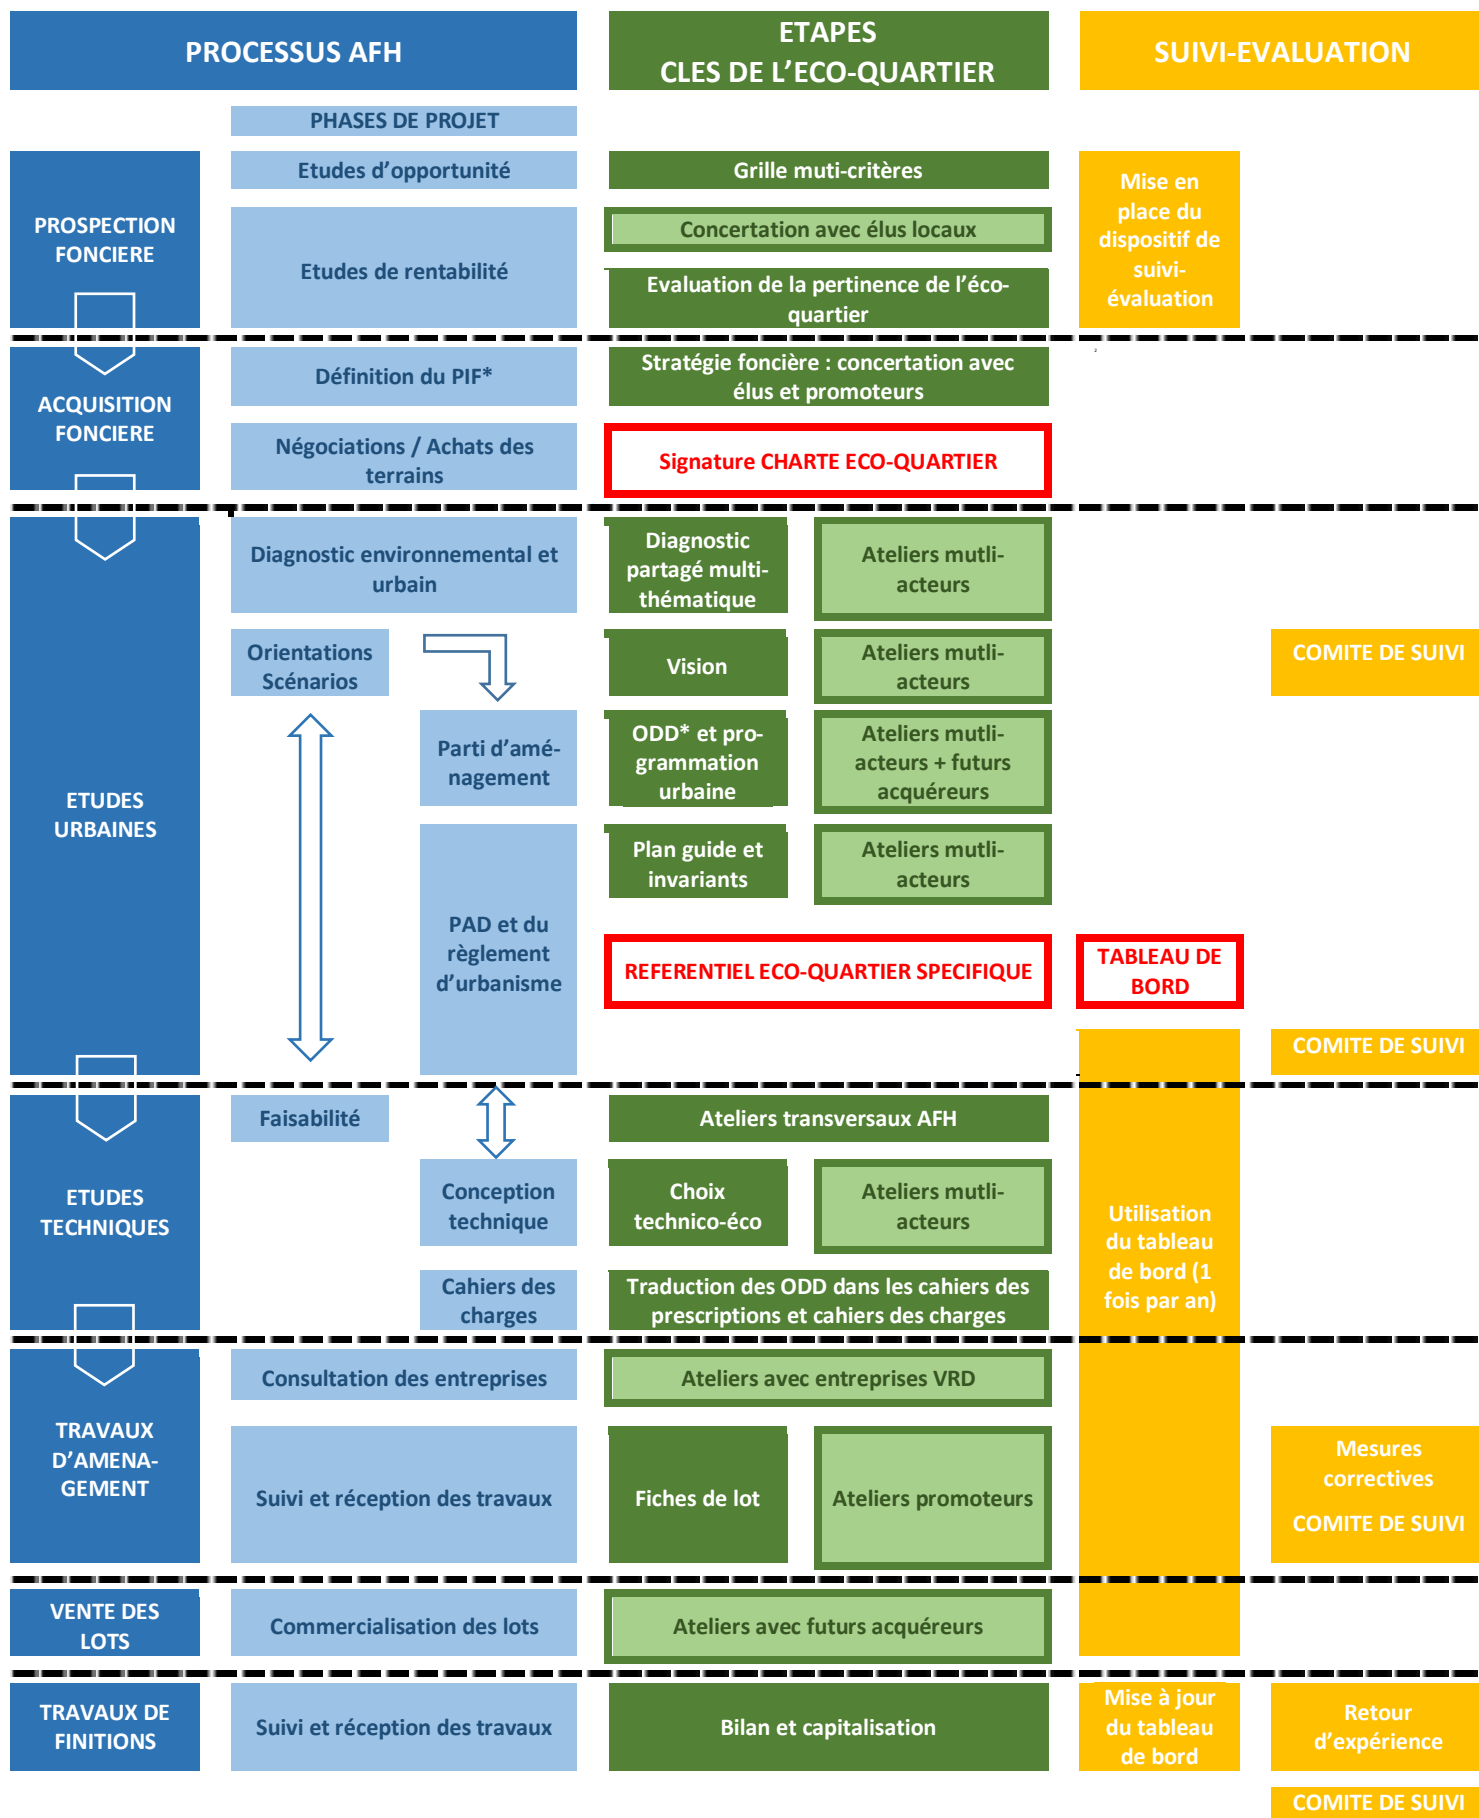 PROCESSUS AFH
ETAPES
CLES DE L’ECO-QUARTIER
SUIVI-EVALUATION
PHASES DE PROJET
PROSPECTION
FONCIERE
Etudes d’opportunité
Grille muti-critères
Mise en
place du
dispositif de
suivi-
évaluation
Etudes de rentabilité
Concertation avec élus locaux
Evaluation de la pertinence de l’éco-
quartier
ACQUISITION
FONCIERE
Définition du PIF*
Stratégie foncière : concertation avec
élus et promoteurs
Négociations / Achats des
terrains
Signature CHARTE ECO-QUARTIER
ETUDES
URBAINES
Diagnostic environnemental et
urbain
Diagnostic
partagé multi-
thématique
Ateliers mutli-
acteurs
Orientations
Scénarios
Vision
Ateliers mutli-
acteurs
COMITE DE SUIVI
Parti d’amé-
nagement
ODD* et pro-
grammation
urbaine
Ateliers mutli-
acteurs + futurs
acquéreurs
PAD et du
règlement
d’urbanisme
Plan guide et
invariants
Ateliers mutli-
acteurs
REFERENTIEL ECO-QUARTIER SPECIFIQUE
TABLEAU DE
BORD
COMITE DE SUIVI
ETUDES
TECHNIQUES
Faisabilité
Ateliers transversaux AFH
Conception
technique
Choix
technico-éco
Ateliers mutli-
acteurs
Utilisation
du tableau
de bord (1
fois par an)
Cahiers des
charges
Traduction des ODD dans les cahiers des
prescriptions et cahiers des charges
TRAVAUX
D’AMENA-
GEMENT
Consultation des entreprises
Ateliers avec entreprises VRD
Suivi et réception des travaux
Fiches de lot
Ateliers promoteurs
Mesures
correctives
COMITE DE SUIVI
VENTE DES
LOTS
Commercialisation des lots
Ateliers avec futurs acquéreurs
TRAVAUX DE
FINITIONS
Suivi et réception des travaux
Bilan et capitalisation
Mise à jour
du tableau
de bord
Retour
d’expérience
COMITE DE SUIVI